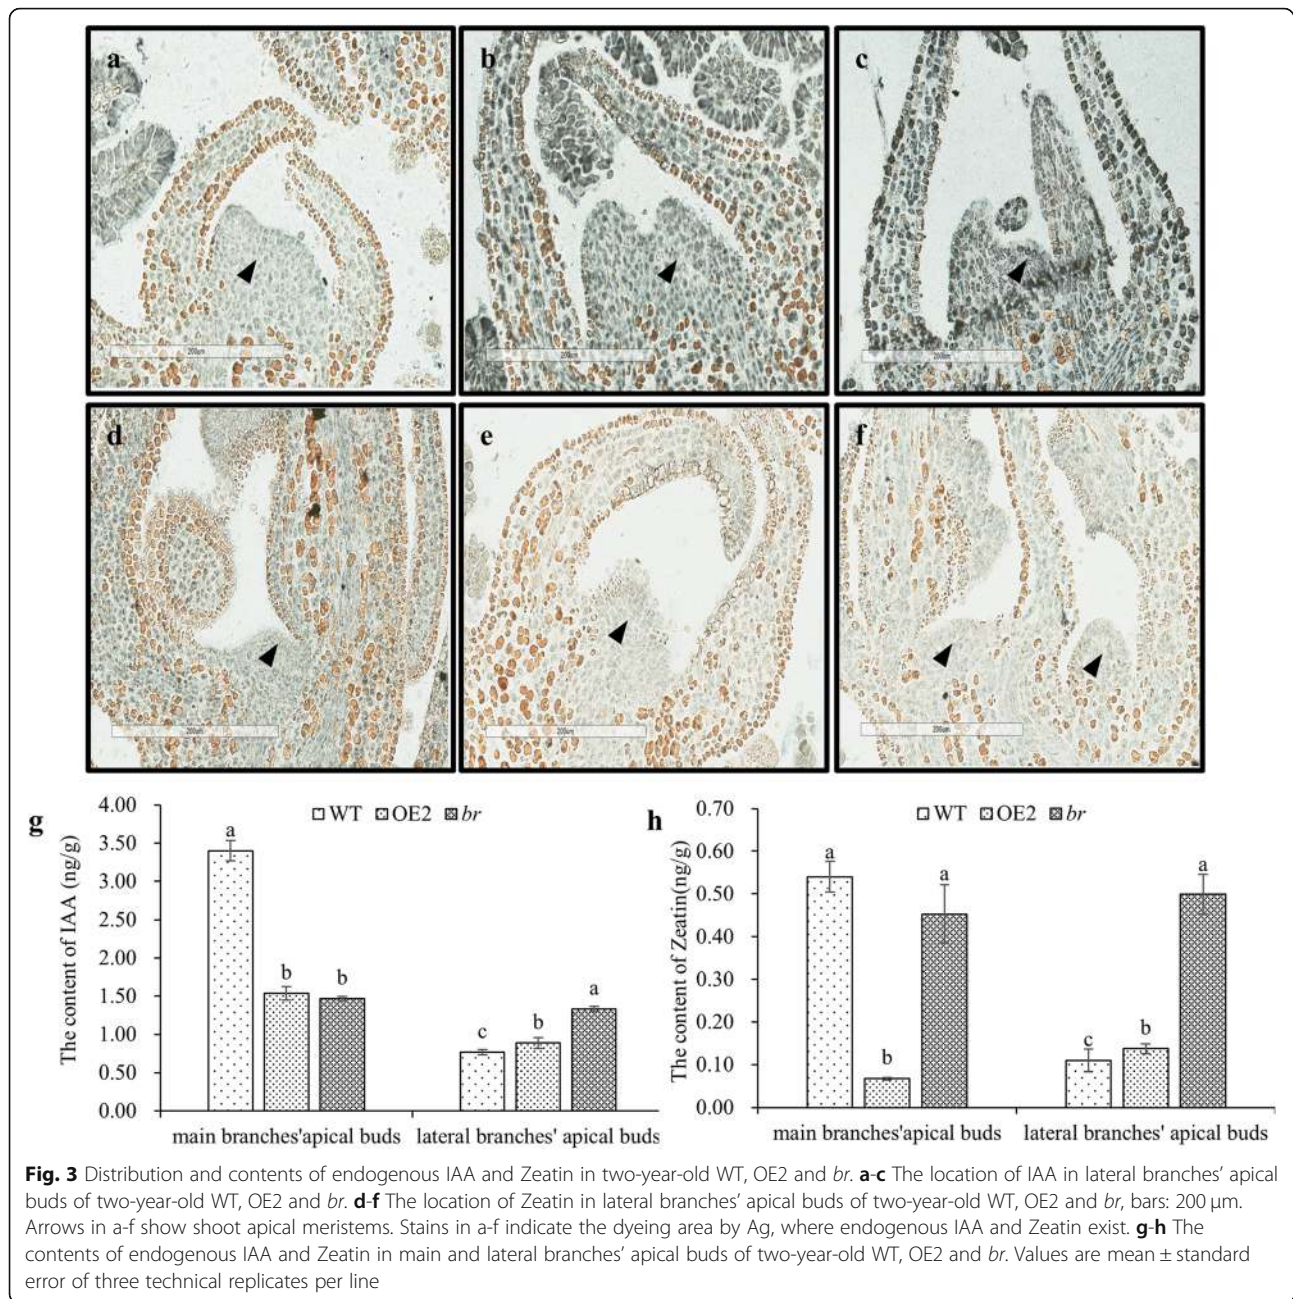 a
b
c
200um
200um
200um
d
e
f
200um
200um
200um
g
The content of IAA (ng/g)
4.00
3.50
3.00
2.50
2.00
1.50
1.00
0.50
0.00
WT OE2 br
a
b
b
c
b
a
main branches'apical buds lateral branches' apical buds
h
The content of Zeatin(ng/g)
0.70
0.60
0.50
0.40
0.30
0.20
0.10
0.00
WT OE2 br
a
b
a
c
b
a
main branches'apical buds lateral branches' apical buds
Fig. 3 Distribution and contents of endogenous IAA and Zeatin in two-year-old WT, OE2 and br. a-c The location of IAA in lateral branches' apical
buds of two-year-old WT, OE2 and br. d-f The location of Zeatin in lateral branches' apical buds of two-year-old WT, OE2 and br, bars: 200 μm.
Arrows in a-f show shoot apical meristems. Stains in a-f indicate the dyeing area by Ag, where endogenous IAA and Zeatin exist. g-h The
contents of endogenous IAA and Zeatin in main and lateral branches' apical buds of two-year-old WT, OE2 and br. Values are mean ± standard
error of three technical replicates per line